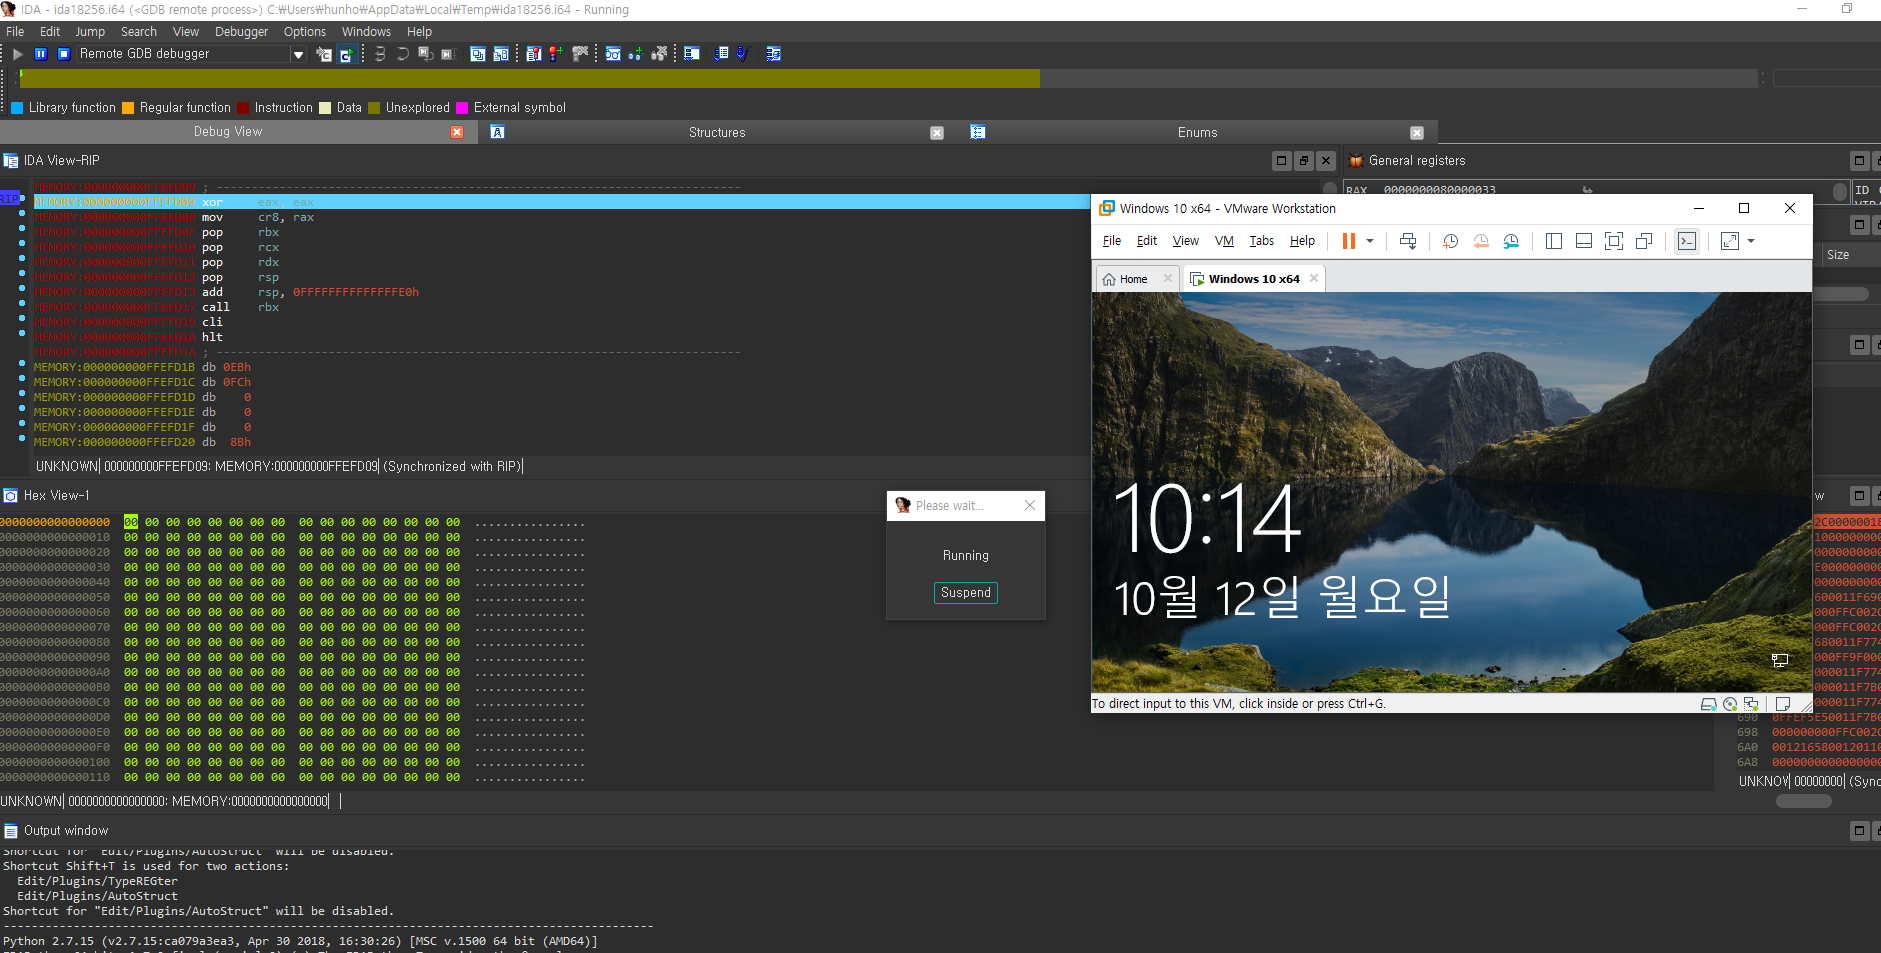 IDA - ida18256.i64 (<GDB remote process>) C:₩Users₩hunho₩AppData₩Local₩Temp₩ida18256.i64 - Running
File Edit Jump Search View Debugger Options Windows Help
Remote GDB debugger
Library function Regular function Instruction Data Unexplored External symbol
Debug View Structures Enums
IDA View-RIP
MEMORY:000000000FFEFD09 ; ---------------------------------------------------------------------------
RIP MEMORY:000000000FFEFD09 xor eax, eax
MEMORY:000000000FFEFD0B mov cr8, rax
MEMORY:000000000FFEFD0F pop rbx
MEMORY:000000000FFEFD10 pop rcx
MEMORY:000000000FFEFD11 pop rdx
MEMORY:000000000FFEFD12 pop rsp
MEMORY:000000000FFEFD13 add rsp, 0FFFFFFFFFFFFFFE0h
MEMORY:000000000FFEFD17 call rbx
MEMORY:000000000FFEFD19 cli
MEMORY:000000000FFEFD1A hlt
MEMORY:000000000FFEFD1A ; ---------------------------------------------------------------------------
MEMORY:000000000FFEFD1B db 0EBh
MEMORY:000000000FFEFD1C db 0FCh
MEMORY:000000000FFEFD1D db 0
MEMORY:000000000FFEFD1E db 0
MEMORY:000000000FFEFD1F db 0
MEMORY:000000000FFEFD20 db 8Bh
UNKNOWN 000000000FFEFD09: MEMORY:000000000FFEFD09 (Synchronized with RIP)
General registers
RAX 0000000080000033
ID
Size
Hex View-1
0000000000000000 00 00 00 00 00 00 00 00 00 00 00 00 00 00 00 00 ................
0000000000000010 00 00 00 00 00 00 00 00 00 00 00 00 00 00 00 00 ................
0000000000000020 00 00 00 00 00 00 00 00 00 00 00 00 00 00 00 00 ................
0000000000000030 00 00 00 00 00 00 00 00 00 00 00 00 00 00 00 00 ................
0000000000000040 00 00 00 00 00 00 00 00 00 00 00 00 00 00 00 00 ................
0000000000000050 00 00 00 00 00 00 00 00 00 00 00 00 00 00 00 00 ................
0000000000000060 00 00 00 00 00 00 00 00 00 00 00 00 00 00 00 00 ................
0000000000000070 00 00 00 00 00 00 00 00 00 00 00 00 00 00 00 00 ................
0000000000000080 00 00 00 00 00 00 00 00 00 00 00 00 00 00 00 00 ................
0000000000000090 00 00 00 00 00 00 00 00 00 00 00 00 00 00 00 00 ................
00000000000000A0 00 00 00 00 00 00 00 00 00 00 00 00 00 00 00 00 ................
00000000000000B0 00 00 00 00 00 00 00 00 00 00 00 00 00 00 00 00 ................
00000000000000C0 00 00 00 00 00 00 00 00 00 00 00 00 00 00 00 00 ................
00000000000000D0 00 00 00 00 00 00 00 00 00 00 00 00 00 00 00 00 ................
00000000000000E0 00 00 00 00 00 00 00 00 00 00 00 00 00 00 00 00 ................
00000000000000F0 00 00 00 00 00 00 00 00 00 00 00 00 00 00 00 00 ................
0000000000000100 00 00 00 00 00 00 00 00 00 00 00 00 00 00 00 00 ................
0000000000000110 00 00 00 00 00 00 00 00 00 00 00 00 00 00 00 00 ................
UNKNOWN 0000000000000000: MEMORY:0000000000000000
Please wait...
Running
Suspend
Windows 10 x64 - VMware Workstation
File Edit View VM Tabs Help
Home Windows 10 x64
10:14
10월 12일 월요일
To direct input to this VM, click inside or press Ctrl+G.
w
2C00000018
1000000000
0000000000
E000000000
0000000000
600011F690
000FFC002C
000FFC002C
680011F774
000FF9F000
000011F774
000011F7B0
000011F774
690 0FFEF5E50011F7B0
698 000000000FFC002C
6A0 0012165800120110
6A8 0000000000000000
UNKNOV 00000000 (Sync
Output window
Shortcut for "Edit/Plugins/AutoStruct" will be disabled.
Shortcut Shift+T is used for two actions:
Edit/Plugins/TypeREGter
Edit/Plugins/AutoStruct
Shortcut for "Edit/Plugins/AutoStruct" will be disabled.
---------------------------------------------------------------------------------------------
Python 2.7.15 (v2.7.15:ca079a3ea3, Apr 30 2018, 16:30:26) [MSC v.1500 64 bit (AMD64)]